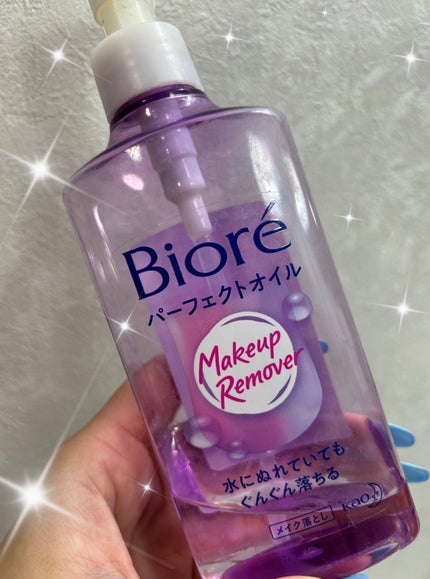 Bioré
パーフェクトオイル
Makeup
Remover
水にぬれていても
ぐんぐん落ちる
メイク落とし
Kao